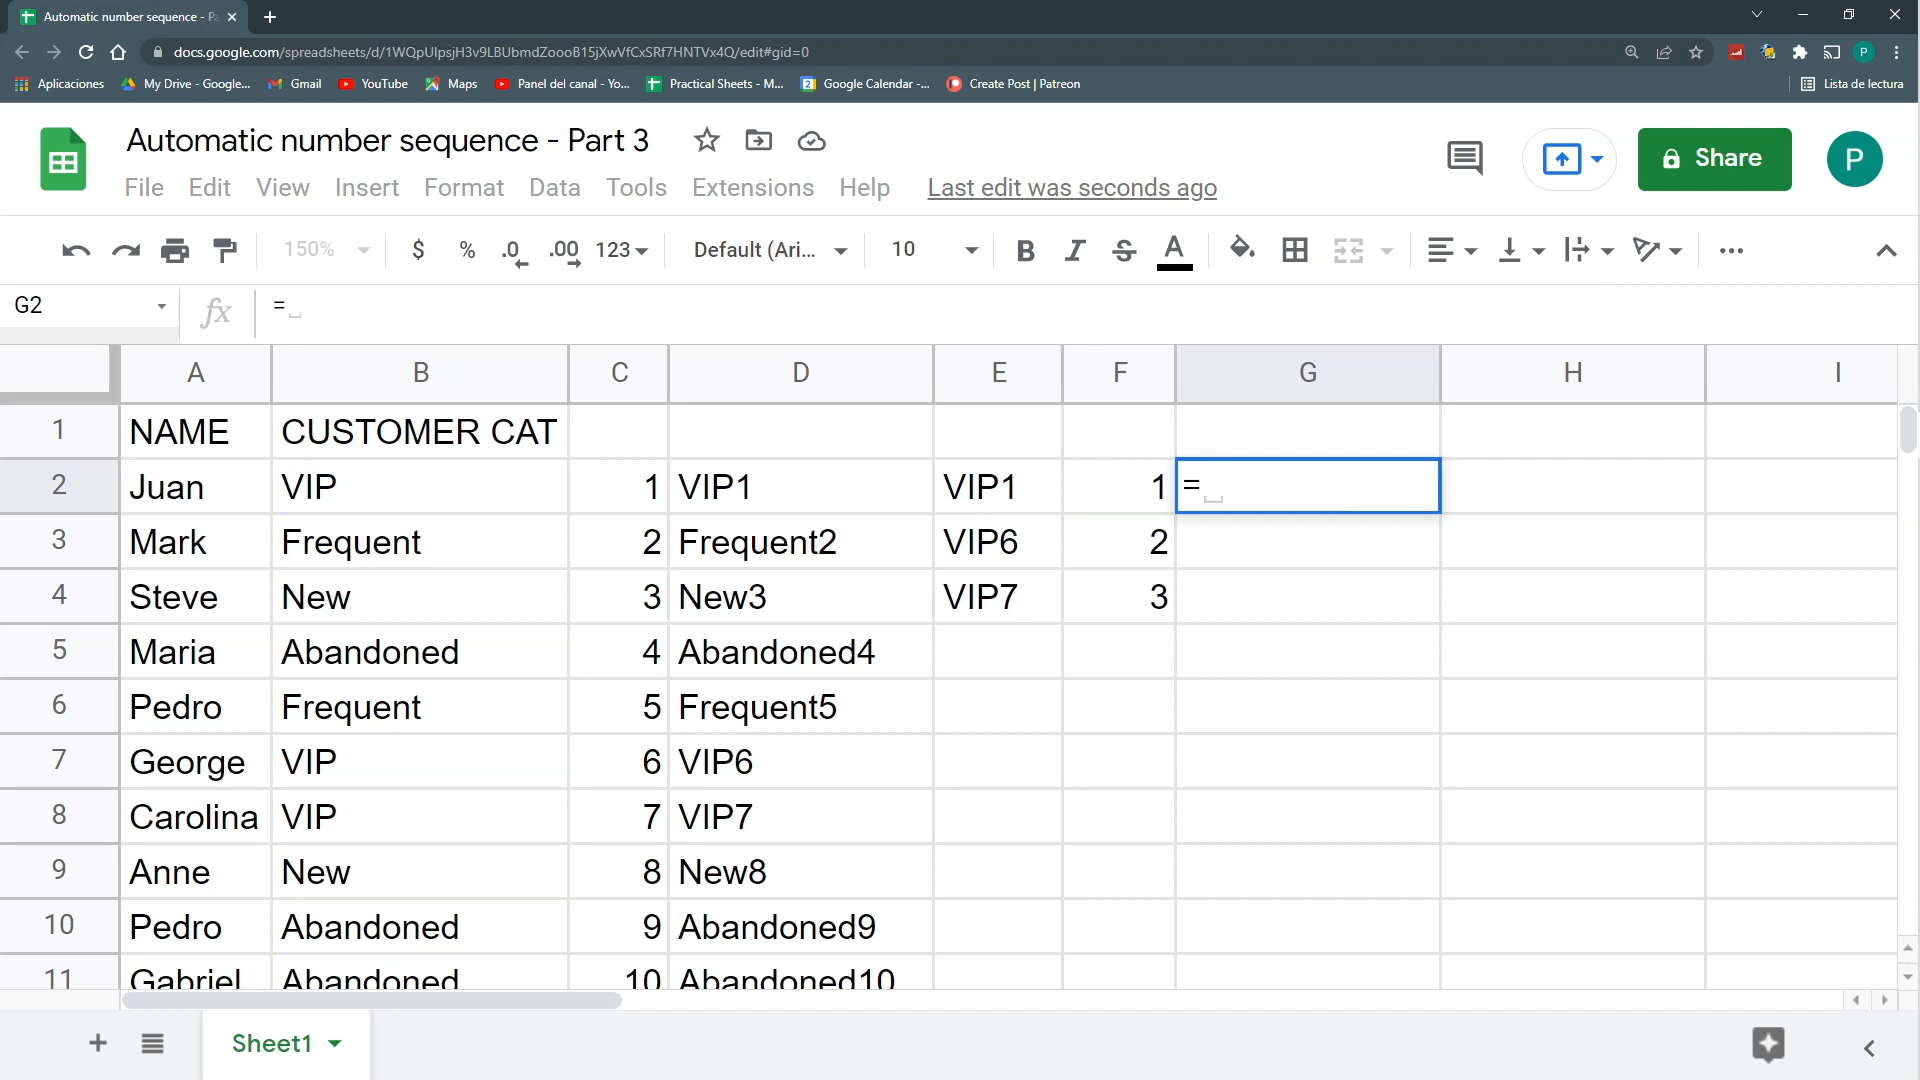 Automatic number sequence - Pa
docs.google.com/spreadsheets/d/1WQpUIpsjH3v9LBUbmdZoooB15jXwVfCxSRf7HNTVx4Q/edit#gid=0
Aplicaciones My Drive - Google... Gmail YouTube Maps Panel del canal - Yo... Practical Sheets - M... Google Calendar -... Create Post | Patreon Lista de lectura
Automatic number sequence - Part 3
Share
P
File Edit View Insert Format Data Tools Extensions Help Last edit was seconds ago
150% $ % .0 .00 123 Default (Ari... 10 B I S A
G2 fx =
A B C D E F G H I
1 NAME CUSTOMER CAT
2 Juan VIP 1 VIP1 VIP1 1 =
3 Mark Frequent 2 Frequent2 VIP6 2
4 Steve New 3 New3 VIP7 3
5 Maria Abandoned 4 Abandoned4
6 Pedro Frequent 5 Frequent5
7 George VIP 6 VIP6
8 Carolina VIP 7 VIP7
9 Anne New 8 New8
10 Pedro Abandoned 9 Abandoned9
11 Gabriel Abandoned 10 Abandoned10
Sheet1